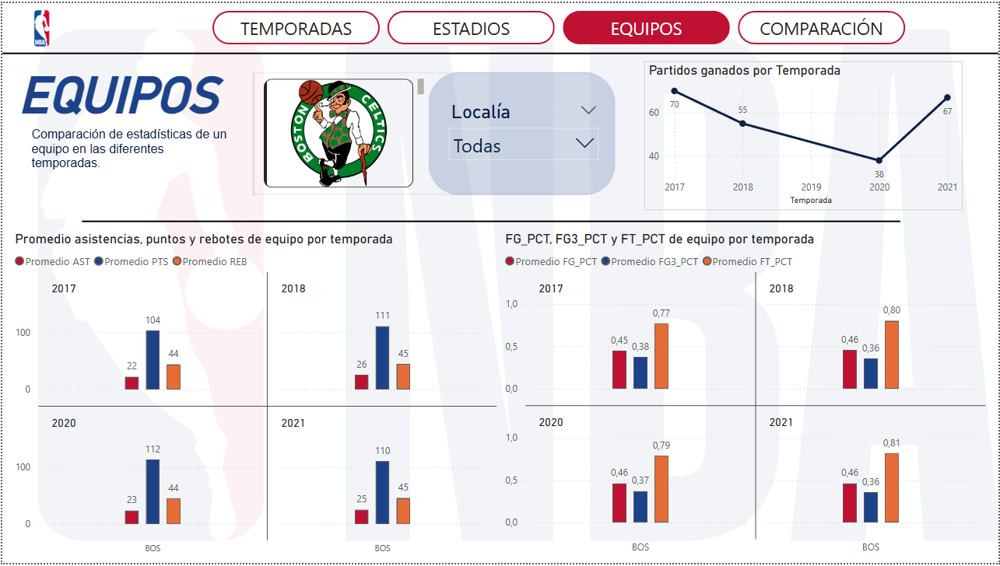 NBA
TEMPORADAS
ESTADIOS
EQUIPOS
COMPARACIÓN
EQUIPOS
Comparación de estadísticas de un
equipo en las diferentes
temporadas.
BOSTON CELTICS
Localía
Todas
Partidos ganados por Temporada
60
40
70
55
38
67
2017 2018 2019 2020 2021
Temporada
Promedio asistencias, puntos y rebotes de equipo por temporada
Promedio AST Promedio PTS Promedio REB
2017
100
0
22 104 44
2018
26 111 45
2020
100
0
23 112 44
2021
25 110 45
BOS BOS
FG_PCT, FG3_PCT y FT_PCT de equipo por temporada
Promedio FG_PCT Promedio FG3_PCT Promedio FT_PCT
2017
1,0
0,5
0,0
0,45 0,38 0,77
2018
0,46 0,36 0,80
2020
1,0
0,5
0,0
0,46 0,37 0,79
2021
0,46 0,36 0,81
BOS BOS